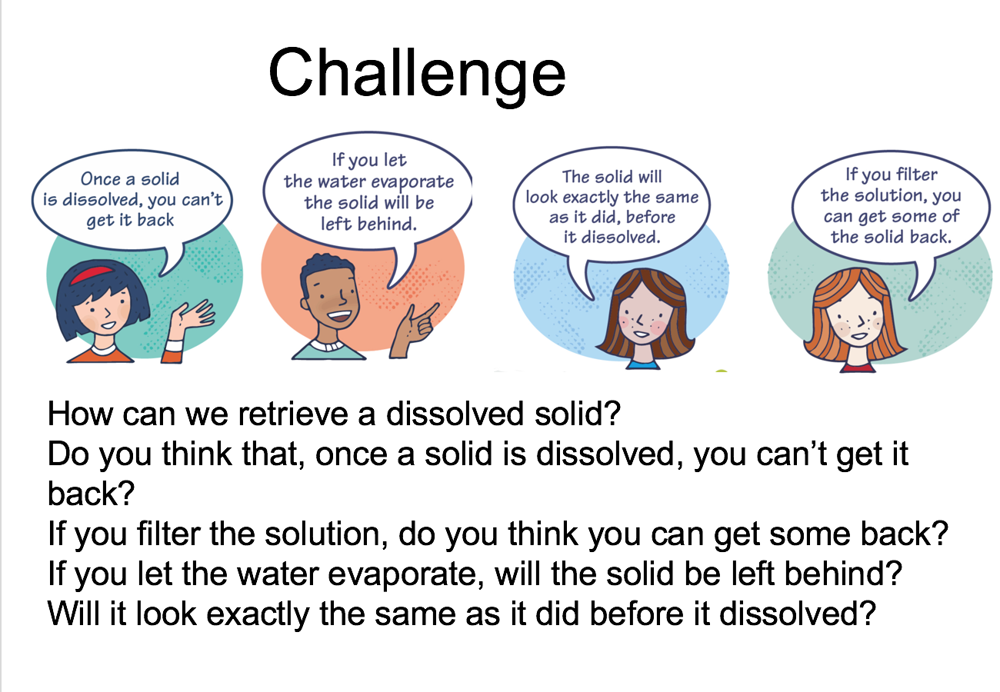 Challenge
Once a solid
is dissolved, you can't
get it back
If you let
the water evaporate
the solid will be
left behind.
The solid will
look exactly the same
as it did, before
it dissolved.
If you filter
the solution, you
can get some of
the solid back.
How can we retrieve a dissolved solid?
Do you think that, once a solid is dissolved, you can’t get it
back?
If you filter the solution, do you think you can get some back?
If you let the water evaporate, will the solid be left behind?
Will it look exactly the same as it did before it dissolved?